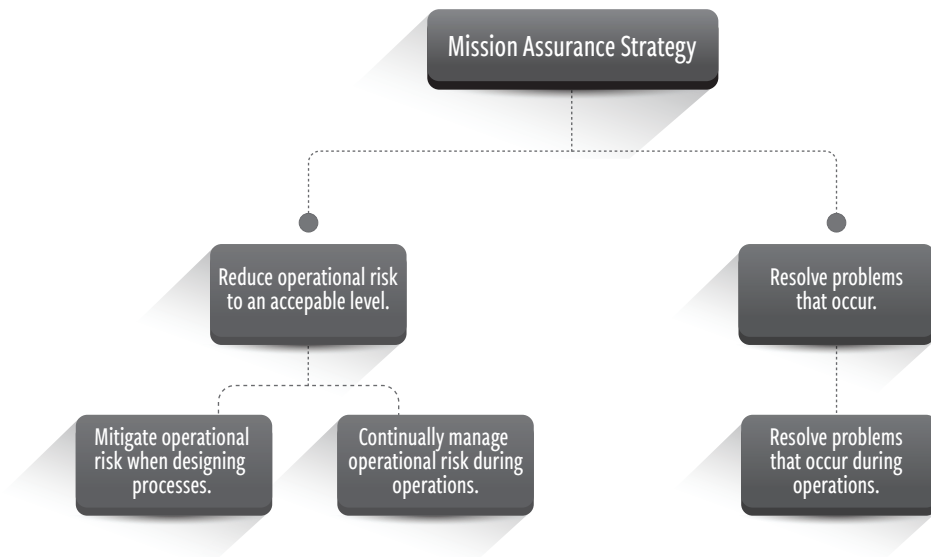 Mission Assurance Strategy
Reduce operational risk
to an accepable level.
Resolve problems
that occur.
Mitigate operational
risk when designing
processes.
Continually manage
operational risk during
operations.
Resolve problems
that occur during
operations.